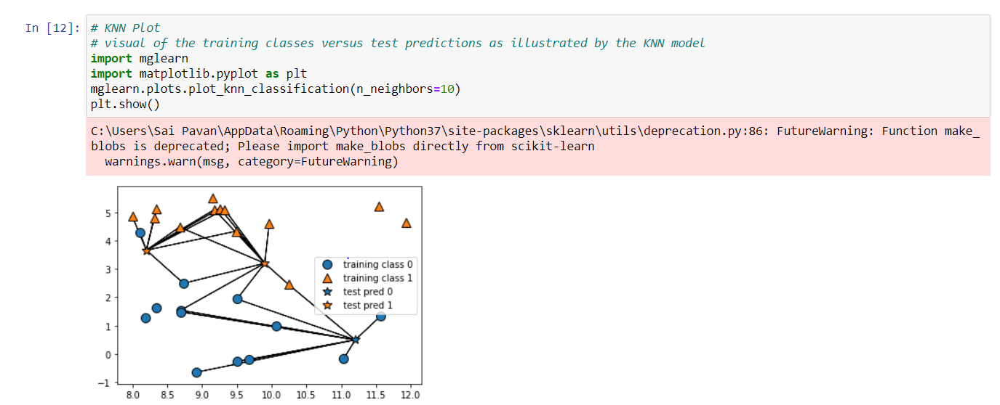 In [12]: # KNN Plot
# visual of the training classes versus test predictions as illustrated by the KNN model
import mglearn
import matplotlib.pyplot as plt
mglearn.plots.plot_knn_classification(n_neighbors=10)
plt.show()
C:\Users\Sai Pavan\AppData\Roaming\Python\Python37\site-packages\sklearn\utils\deprecation.py:86: FutureWarning: Function make_
blobs is deprecated; Please import make_blobs directly from scikit-learn
warnings.warn(msg, category=FutureWarning)
5
4
3
2
1
0
−1
training class 0
training class 1
test pred 0
test pred 1
8.0 8.5 9.0 9.5 10.0 10.5 11.0 11.5 12.0